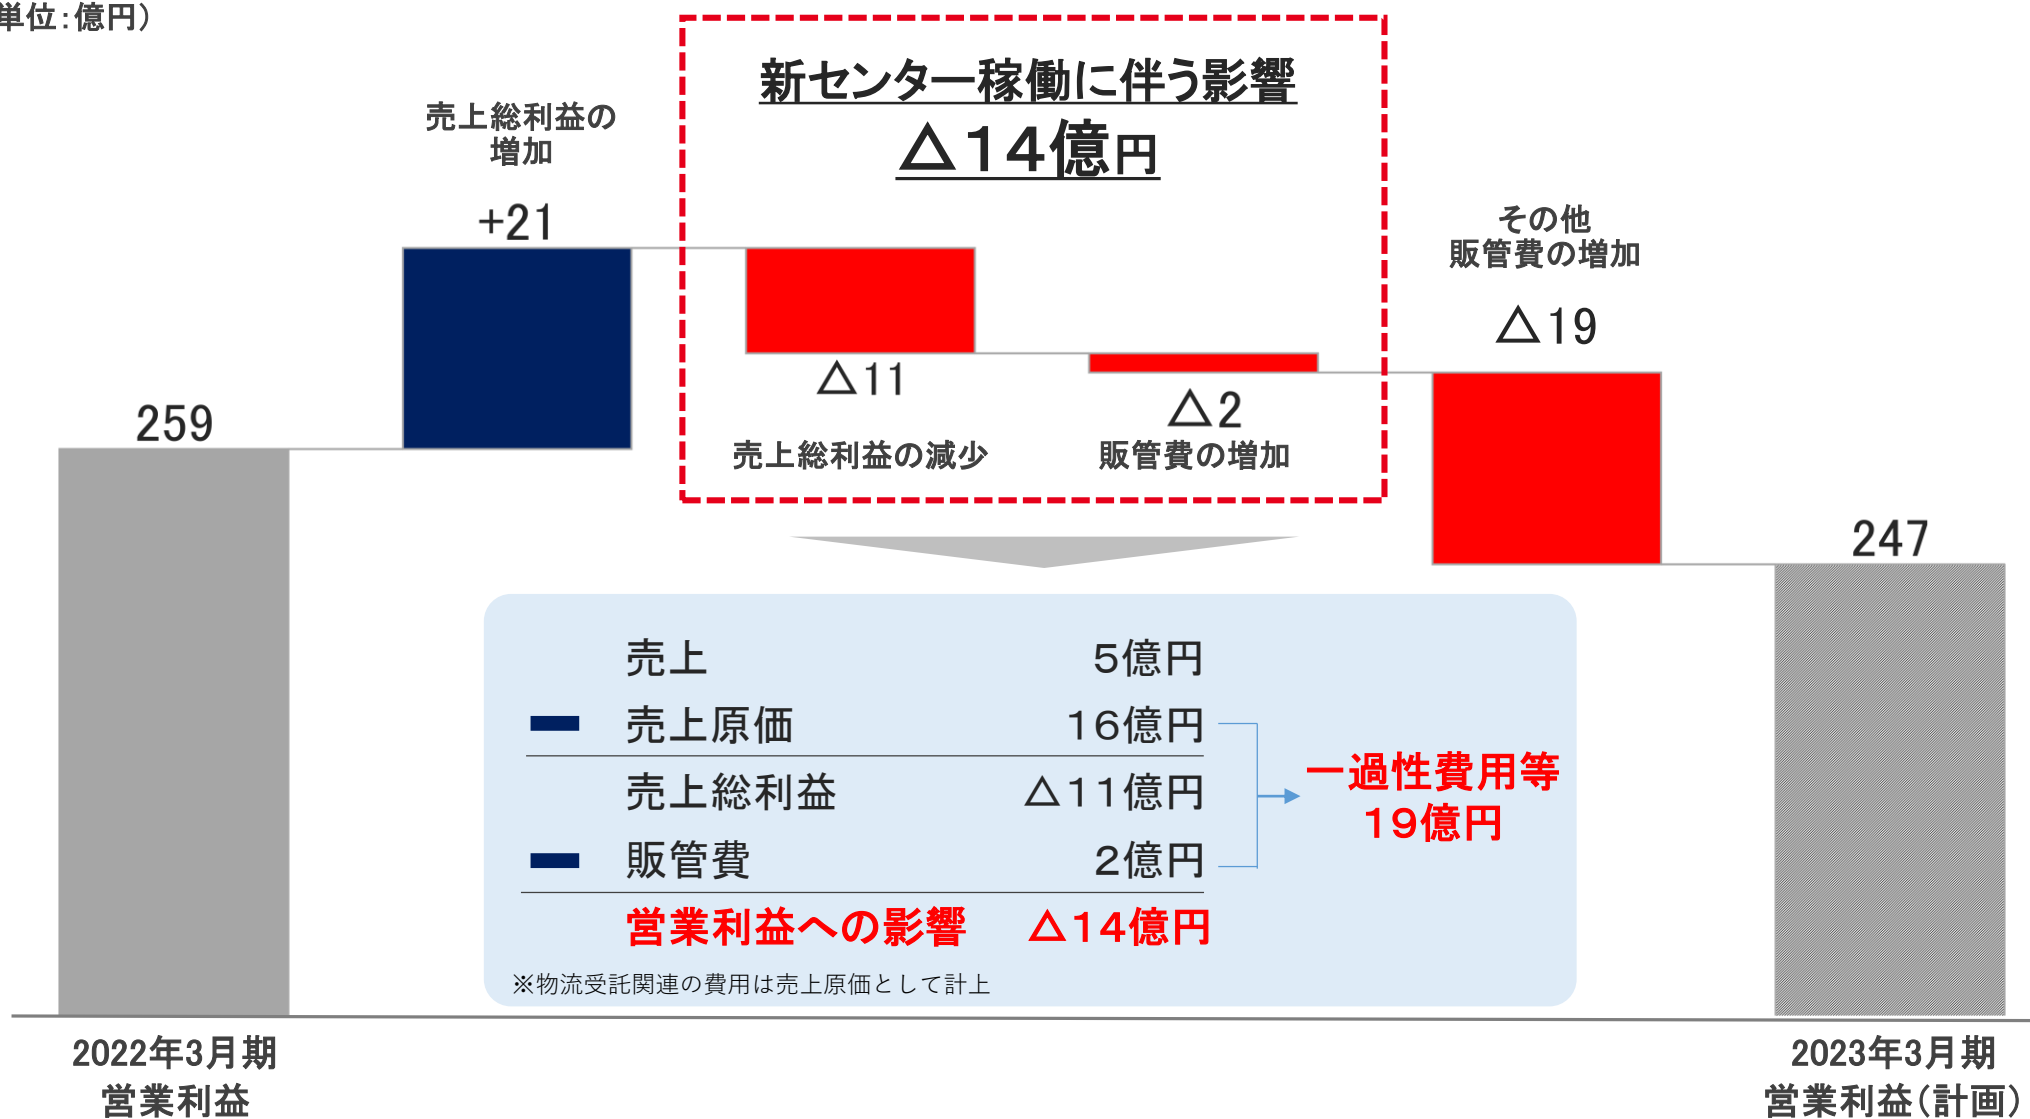 単位：億円）
新センター稼働に伴う影響
△14億円
売上総利益の
増加
+21
その他
販管費の増加
△19
259
△11
売上総利益の減少
△2
販管費の増加
247
売上 5億円
売上原価 16億円
売上総利益 △11億円
販管費 2億円
営業利益への影響 △14億円
一過性費用等
19億円
※物流受託関連の費用は売上原価として計上
2022年3月期
営業利益
2023年3月期
営業利益（計画）